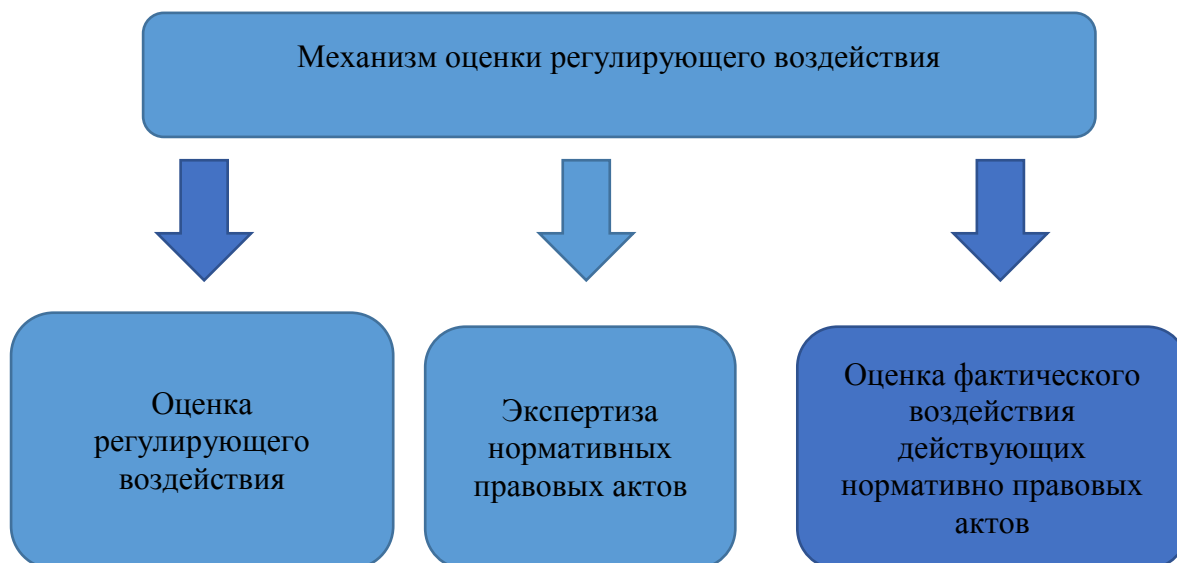 Механизм оценки регулирующего воздействия
Оценка
регулирующего
воздействия
Экспертиза
нормативных
правовых актов
Оценка фактического
воздействия
действующих
нормативно правовых
актов